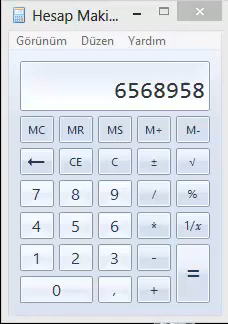 Hesap Maki...
Görünüm Düzen Yardım
6568958
MC MR MS M+ M-
← CE C ± √
7 8 9 / %
4 5 6 * 1/x
1 2 3 - =
0 , +